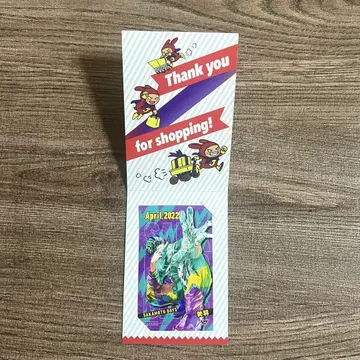 Thank you
for shopping!
April, 2022
SAKAMOTO DAYS